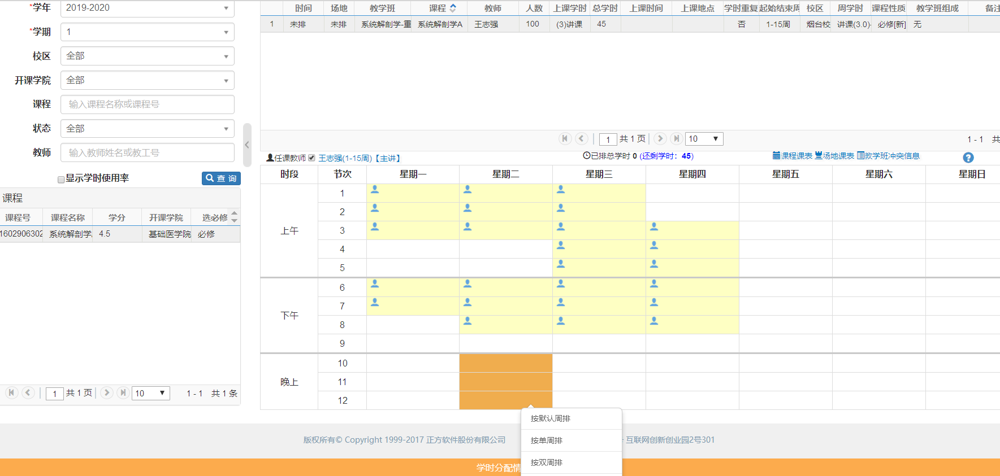 *学年 2019-2020
*学期 1
校区 全部
开课学院 全部
课程 输入课程名称或课程号
状态 全部
教师 输入教师姓名或教工号
显示学时使用率 查 询
课程
课程号 课程名称 学分 开课学院 选必修
1602906302 系统解剖学 4.5 基础医学院 必修
1 共 1 页 10 1 - 1 共 1 条
时间 场地 教学班 课程 教师 人数 上课学时 总学时 上课时间 上课地点 学时重复 起始结束周 校区 周学时 课程性质 教学班组成 备注
1 未排 未排 系统解剖学-重 系统解剖学A 王志强 100 (3)讲课 45 否 1-15周 烟台校 讲课(3.0)- 必修[新] 无
1 共 1 页 10 1 - 1 共
任课教师 王志强(1-15周)【主讲】 已排总学时 0 (还剩学时：45) 课程课表 场地课表 教学班冲突信息 ?
时段 节次 星期一 星期二 星期三 星期四 星期五 星期六 星期日
上午
1
2
3
4
5
下午
6
7
8
9
晚上
10
11
12
按默认周排
按单周排
按双周排
版权所有© Copyright 1999-2017 正方软件股份有限公司 互联网创新创业园2号301
学时分配情